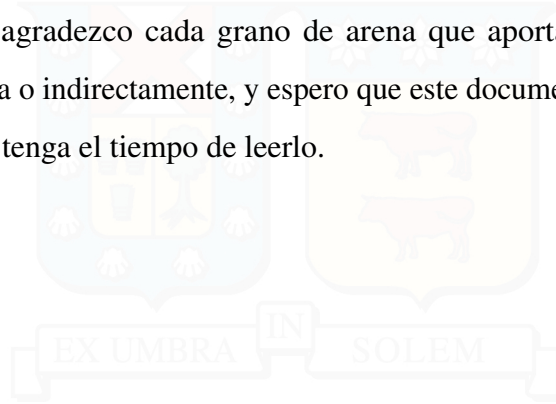 agradezco cada grano de arena que aport
a o indirectamente, y espero que este docume
tenga el tiempo de leerlo.
EX UMBRA IN SOLEM